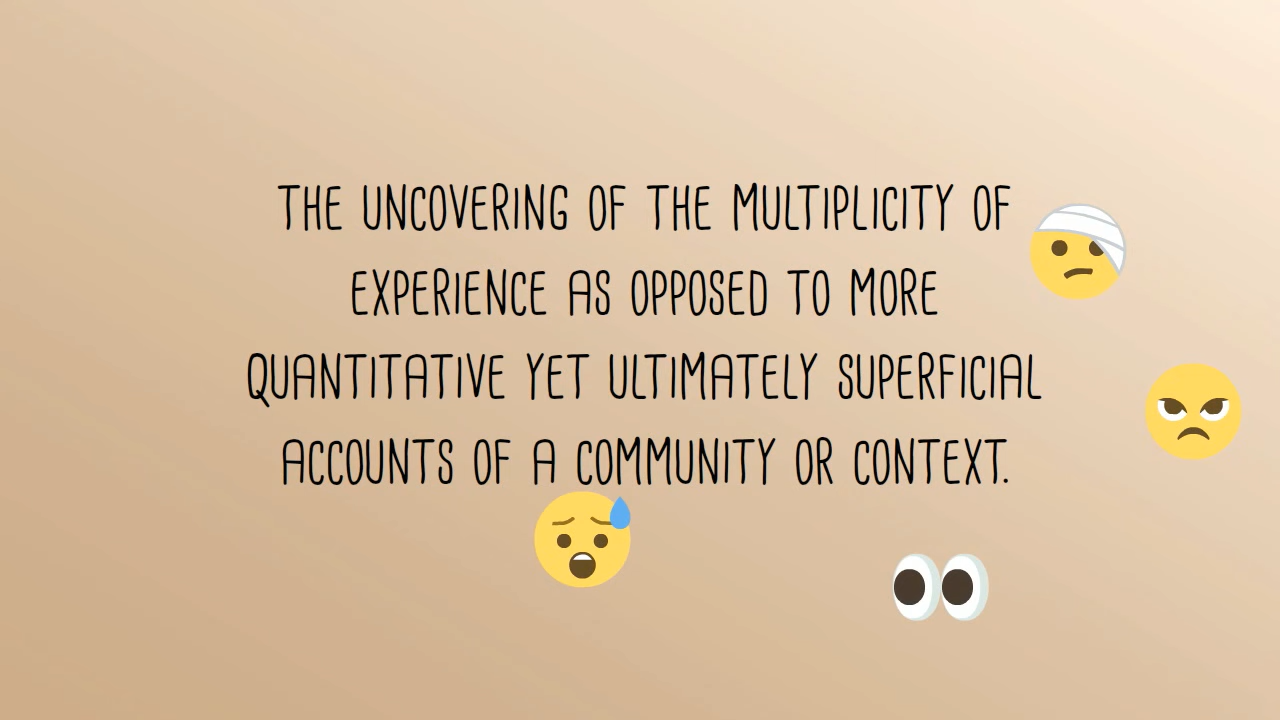 THE UNCOVERING OF THE MULTIPLICITY OF
EXPERIENCE AS OPPOSED TO MORE
QUANTITATIVE YET ULTIMATELY SUPERFICIAL
ACCOUNTS OF A COMMUNITY OR CONTEXT.